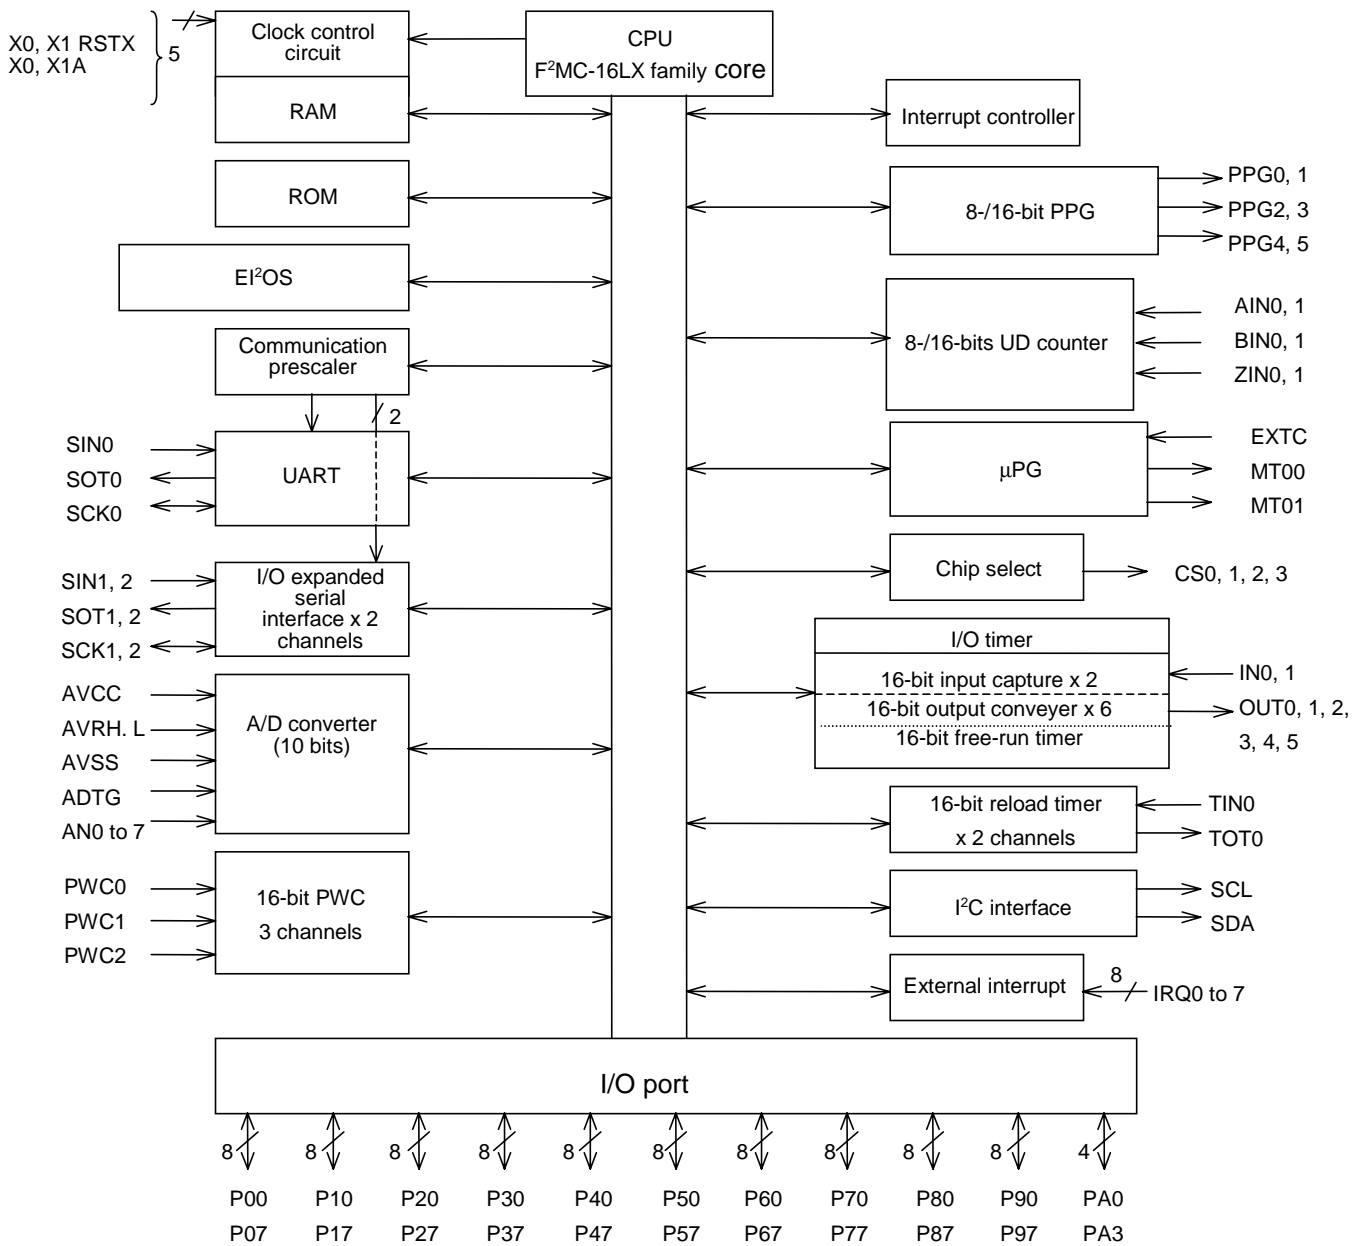 X0, X1 RSTX
X0, X1A
5
Clock control
circuit
CPU
F²MC-16LX family core
RAM
Interrupt controller
ROM
8-/16-bit PPG
PPG0, 1
PPG2, 3
PPG4, 5
EI²OS
8-/16-bits UD counter
AIN0, 1
BIN0, 1
ZIN0, 1
Communication
prescaler
2
SIN0
SOT0
SCK0
UART
µPG
EXTC
MT00
MT01
SIN1, 2
SOT1, 2
SCK1, 2
I/O expanded
serial
interface x 2
channels
Chip select
CS0, 1, 2, 3
I/O timer
16-bit input capture x 2
16-bit output conveyer x 6
16-bit free-run timer
IN0, 1
OUT0, 1, 2,
3, 4, 5
AVCC
AVRH. L
AVSS
ADTG
AN0 to 7
A/D converter
(10 bits)
16-bit reload timer
x 2 channels
TIN0
TOT0
PWC0
PWC1
PWC2
16-bit PWC
3 channels
I²C interface
SCL
SDA
External interrupt
8
IRQ0 to 7
I/O port
8 8 8 8 8 8 8 8 8 8 4
P00 P10 P20 P30 P40 P50 P60 P70 P80 P90 PA0
P07 P17 P27 P37 P47 P57 P67 P77 P87 P97 PA3